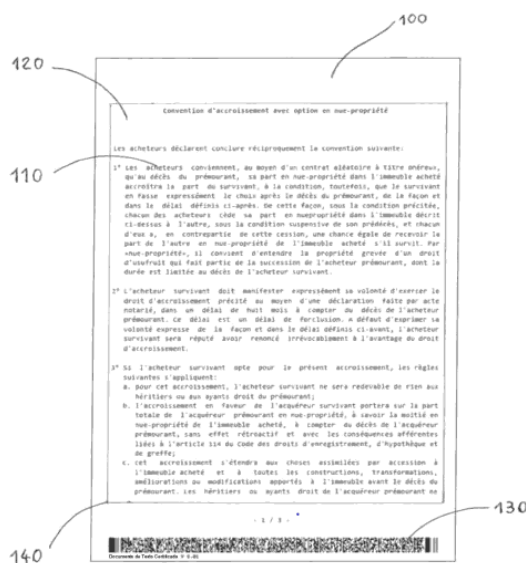 100
120
Convention d'accroissement avec option en nue-propriété
Les acheteurs déclarent conclure réciproquement la convention suivante:
110
1° Les acheteurs conviennent, au moyen d'un contrat aléatoire à titre onéreux,
qu'au décès du prémourant, sa part en nue-propriété dans l'immeuble acheté
accroîtra la part du survivant, à la condition, toutefois, que le survivant
en fasse expressément le choix après le décès du prémourant, de la façon et
dans le délai définis ci-après. De cette façon, sous la condition précitée,
chacun des acheteurs cède sa part en nuepropriété dans l'immeuble décrit
ci-dessus à l'autre, sous la condition suspensive de son prédécès, et chacun
d'eux a, en contrepartie de cette cession, une chance égale de recevoir la
part de l'autre en nue-propriété de l'immeuble acheté s'il survit. Par
«nue-propriété», il convient d'entendre la propriété grevée d'un droit
d'usufruit qui fait partie de la succession de l'acheteur prémourant, dont la
durée est limitée au décès de l'acheteur survivant.
2° L'acheteur survivant doit manifester expressément sa volonté d'exercer le
droit d'accroissement précité au moyen d'une déclaration faite par acte
notarié, dans un délai de huit mois à compter du décès de l'acheteur
prémourant. Ce délai est un délai de forclusion. A défaut d'exprimer sa
volonté expresse de la façon et dans le délai définis ci-avant, l'acheteur
survivant sera réputé avoir renoncé irrévocablement à l'avantage du droit
d'accroissement.
3° Si l'acheteur survivant opte pour le présent accroissement, les règles
suivantes s'appliquent:
a. pour cet accroissement, l'acheteur survivant ne sera redevable de rien aux
héritiers ou aux ayants droit du prémourant;
b. l'accroissement en faveur de l'acquéreur survivant portera sur la part
totale de l'acquéreur prémourant en nue-propriété, à savoir la moitié en
nue-propriété de l'immeuble acheté, à compter du décès de l'acquéreur
prémourant, sans effet rétroactif et avec les conséquences afférentes
liées à l'article 114 du Code des droits d'enregistrement, d'hypothèque et
de greffe;
c. cet accroissement s'étendra aux choses assimilées par accession à
l'immeuble acheté et à toutes les constructions, transformations,
améliorations ou modifications apportés à l'immeuble avant le décès du
prémourant. Les héritiers ou ayants droit de l'acquéreur prémourant ne
- 1 / 3 -
130
140
Documento de Texto Certificado